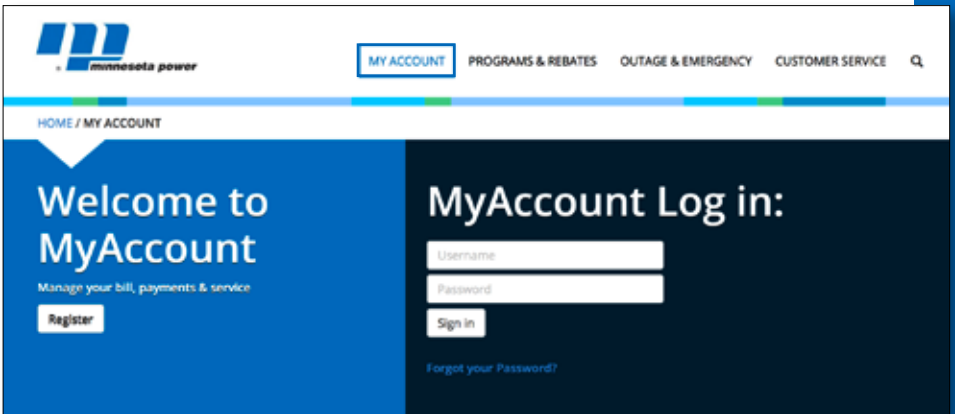 minnesota power
MY ACCOUNT
PROGRAMS & REBATES
OUTAGE & EMERGENCY
CUSTOMER SERVICE
HOME / MY ACCOUNT
Welcome to
MyAccount
Manage your bill, payments & service
Register
MyAccount Log in:
Username
Password
Sign in
Forgot your Password?